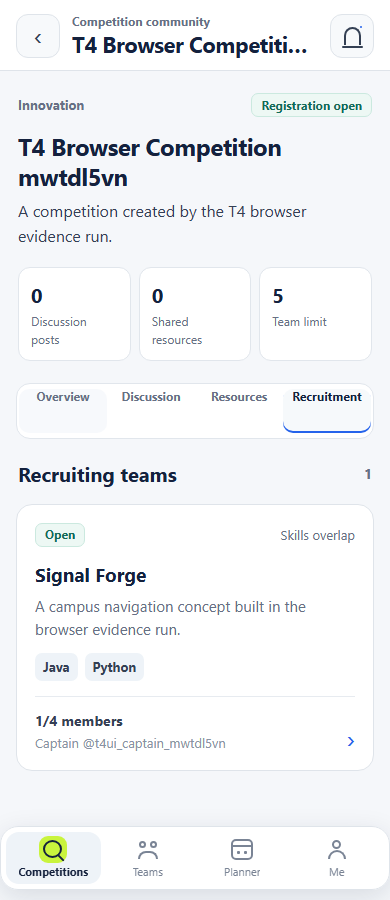 Competition community
T4 Browser Competiti...
Innovation
Registration open
T4 Browser Competition
mwtdl5vn
A competition created by the T4 browser
evidence run.
0
Discussion
posts
0
Shared
resources
5
Team limit
Overview
Discussion
Resources
Recruitment
Recruiting teams
1
Open
Skills overlap
Signal Forge
A campus navigation concept built in the
browser evidence run.
Java
Python
1/4 members
Captain @t4ui_captain_mwtdl5vn
Competitions
Teams
Planner
Me